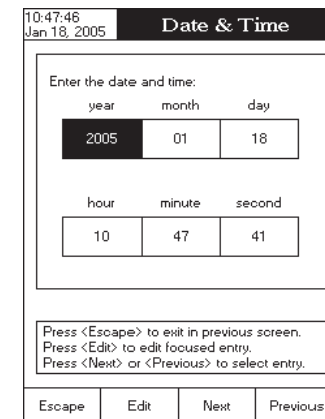 10:47:46
Jan 18, 2005
Date & Time
Enter the date and time:
year month day
2005 01 18
hour minute second
10 47 41
Press <Escape> to exit in previous screen.
Press <Edit> to edit focused entry.
Press <Next> or <Previous> to select entry.
Escape Edit Next Previous